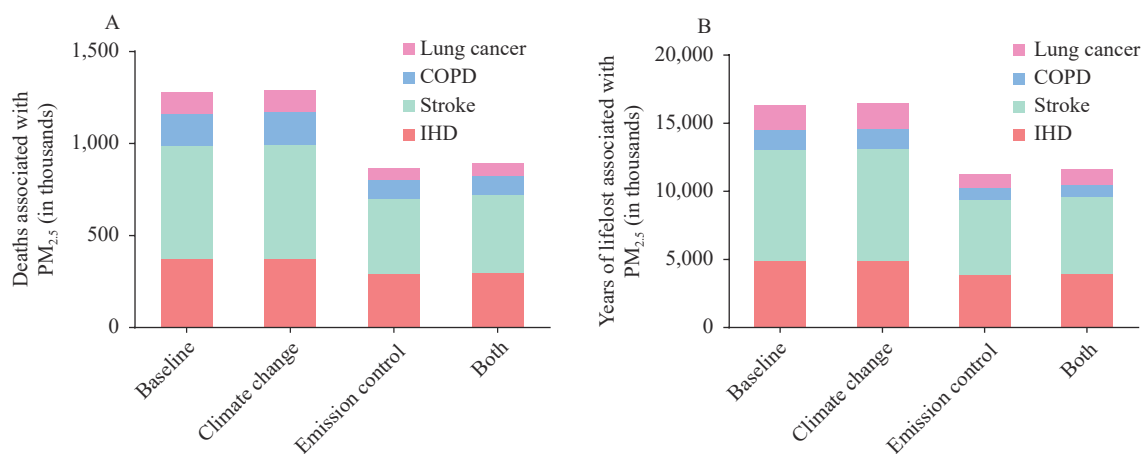 A
Deaths associated with
PM2.5 (in thousands)
1,500
1,000
500
0
Lung cancer
COPD
Stroke
IHD
Baseline
Climate change
Emission control
Both
B
Years of lifelost associated with
PM2.5 (in thousands)
20,000
15,000
10,000
5,000
0
Lung cancer
COPD
Stroke
IHD
Baseline
Climate change
Emission control
Both